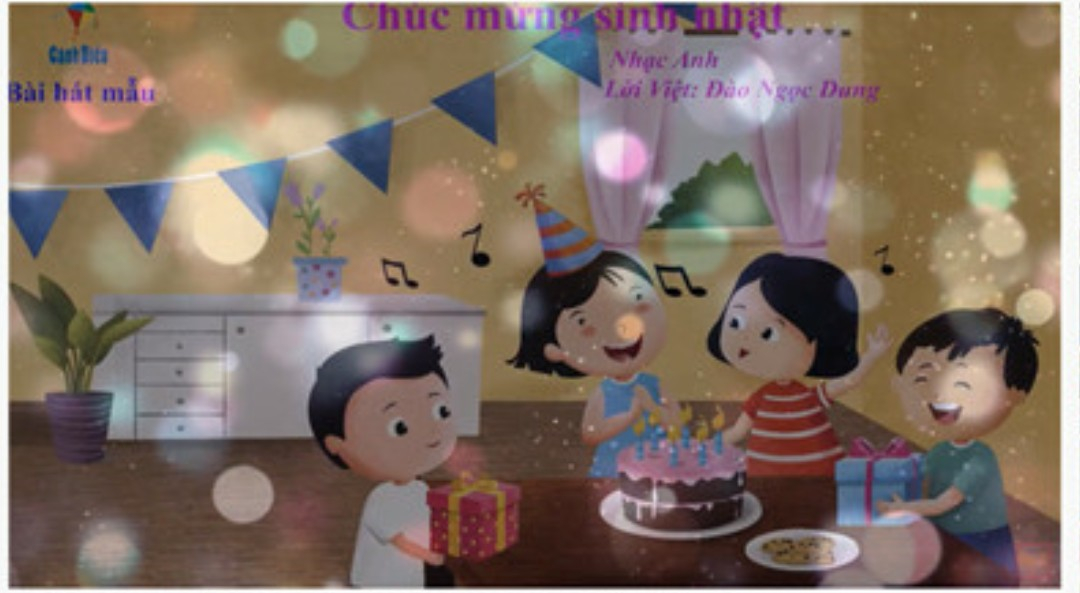 Chúc mừng sinh nhật
Cánh Diều
Nhạc Anh
Lời Việt: Đào Ngọc Dung
Bài hát mẫu